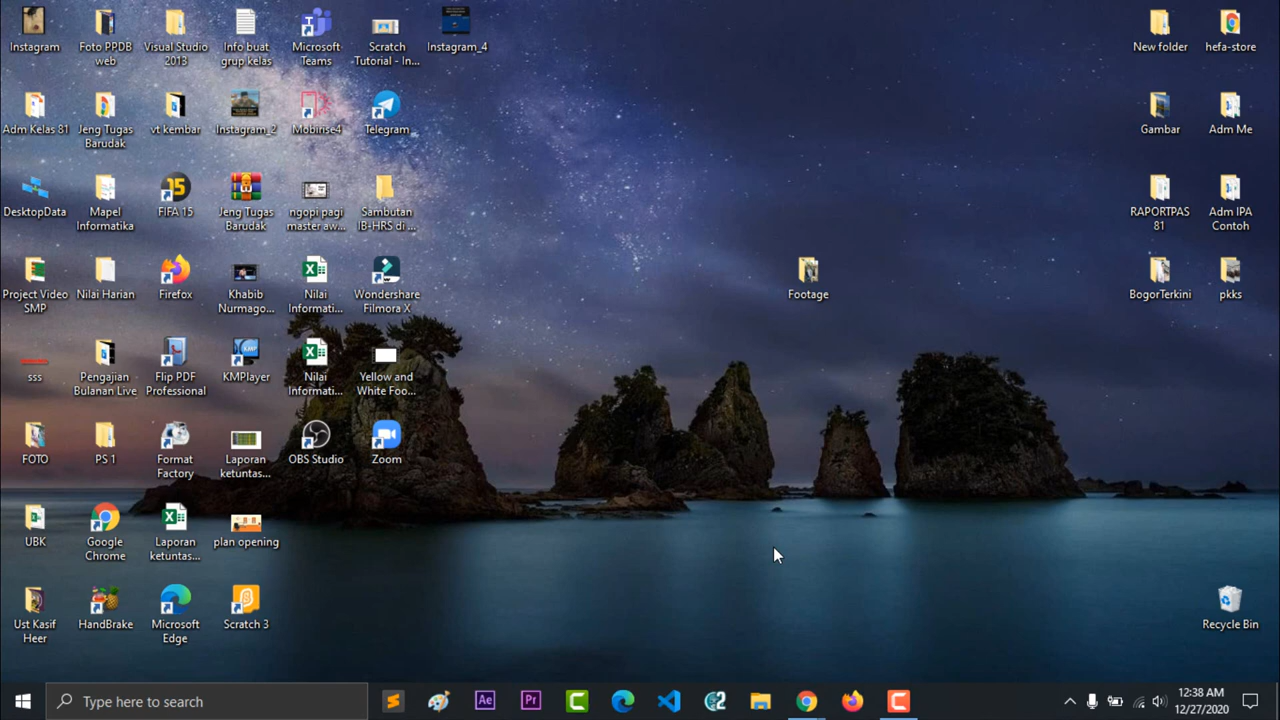 Instagram
Foto PPDB
web
Visual Studio
2013
Info buat
grup kelas
Microsoft
Teams
Scratch
Tutorial - In...
Instagram_4
New folder
hefa-store
Adm Kelas 81
Jeng Tugas
Barudak
vt kembar
Instagram_2
Mobirise4
Telegram
Gambar
Adm Me
DesktopData
Mapel
Informatika
FIFA 15
Jeng Tugas
Barudak
ngopi pagi
master aw...
Sambutan
IB-HRS di ...
RAPORTPAS
81
Adm IPA
Contoh
Project Video
SMP
Nilai Harian
Firefox
Khabib
Nurmago...
Nilai
Informati...
Wondershare
Filmora X
Footage
BogorTerkini
pkks
sss
Pengajian
Bulanan Live
Flip PDF
Professional
KMPlayer
Nilai
Informati...
Yellow and
White Foo...
FOTO
PS 1
Format
Factory
Laporan
ketuntas...
OBS Studio
Zoom
UBK
Google
Chrome
Laporan
ketuntas...
plan opening
Ust Kasif
Heer
HandBrake
Microsoft
Edge
Scratch 3
Recycle Bin
Type here to search
Ae
Pr
12:38 AM
12/27/2020